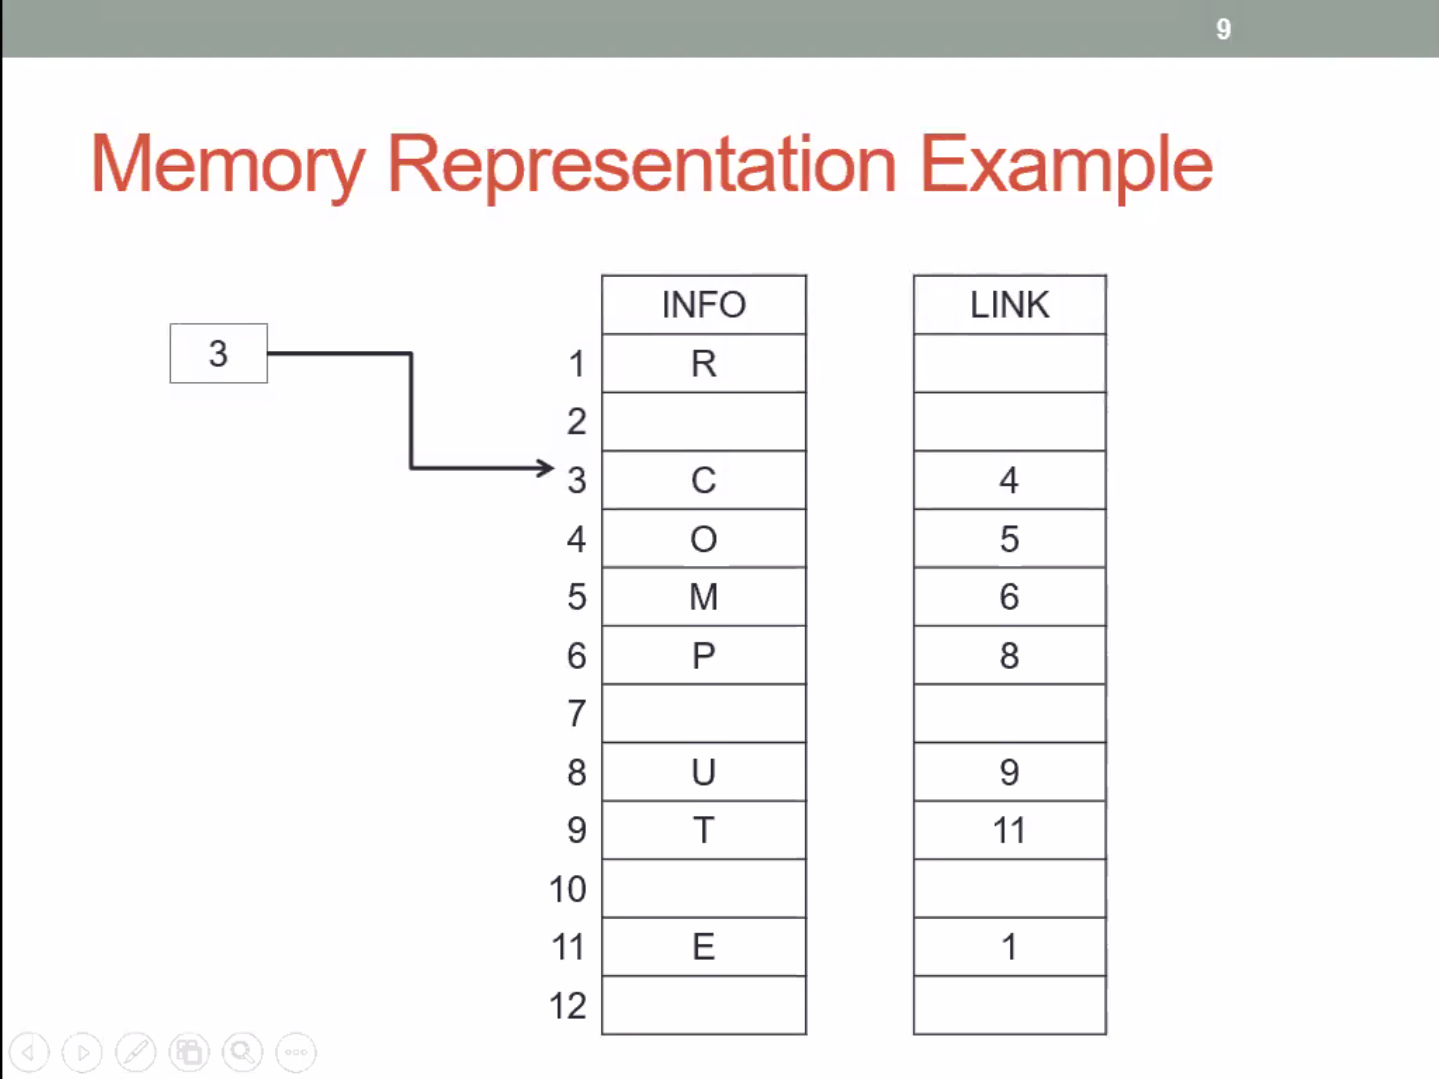 9
Memory Representation Example
3
INFO LINK
1 R
2
3 C 4
4 O 5
5 M 6
6 P 8
7
8 U 9
9 T 11
10
11 E 1
12